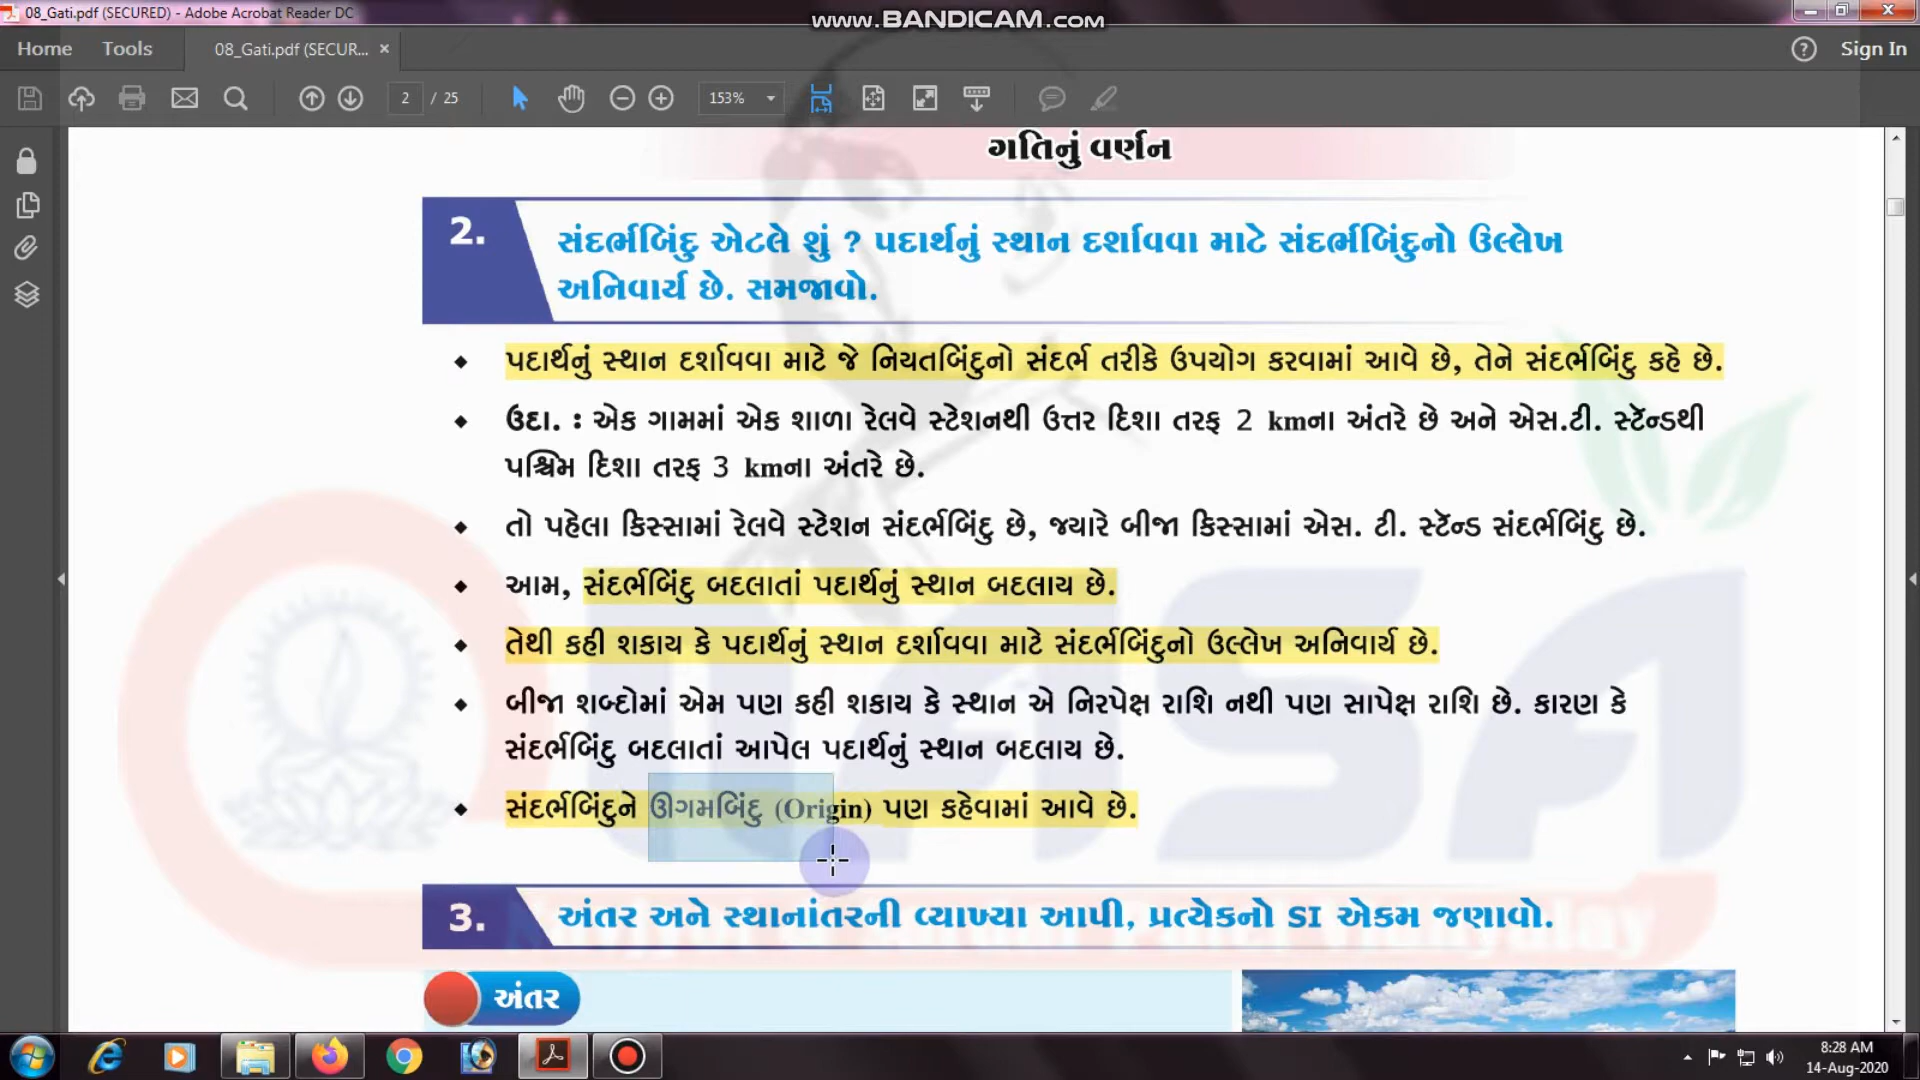 08_Gati.pdf (SECURED) - Adobe Acrobat Reader DC
www.BANDICAM.com
Home Tools 08_Gati.pdf (SECUR... × Sign In
2 / 25 153%
ગતિનું વર્ણન
2. સંદર્ભબિંદુ એટલે શું ? પદાર્થનું સ્થાન દર્શાવવા માટે સંદર્ભબિંદુનો ઉલ્લેખ
અનિવાર્ય છે. સમજાવો.
◆ પદાર્થનું સ્થાન દર્શાવવા માટે જે નિયતબિંદુનો સંદર્ભ તરીકે ઉપયોગ કરવામાં આવે છે, તેને સંદર્ભબિંદુ કહે છે.
◆ ઉદા. : એક ગામમાં એક શાળા રેલવે સ્ટેશનથી ઉત્તર દિશા તરફ 2 kmના અંતરે છે અને એસ.ટી. સ્ટૅન્ડથી
પશ્ચિમ દિશા તરફ 3 kmના અંતરે છે.
◆ તો પહેલા કિસ્સામાં રેલવે સ્ટેશન સંદર્ભબિંદુ છે, જ્યારે બીજા કિસ્સામાં એસ. ટી. સ્ટૅન્ડ સંદર્ભબિંદુ છે.
◆ આમ, સંદર્ભબિંદુ બદલાતાં પદાર્થનું સ્થાન બદલાય છે.
◆ તેથી કહી શકાય કે પદાર્થનું સ્થાન દર્શાવવા માટે સંદર્ભબિંદુનો ઉલ્લેખ અનિવાર્ય છે.
◆ બીજા શબ્દોમાં એમ પણ કહી શકાય કે સ્થાન એ નિરપેક્ષ રાશિ નથી પણ સાપેક્ષ રાશિ છે. કારણ કે
સંદર્ભબિંદુ બદલાતાં આપેલ પદાર્થનું સ્થાન બદલાય છે.
◆ સંદર્ભબિંદુને ઊગમબિંદુ (Origin) પણ કહેવામાં આવે છે.
3. અંતર અને સ્થાનાંતરની વ્યાખ્યા આપી, પ્રત્યેકનો SI એકમ જણાવો.
અંતર
8:28 AM
14-Aug-2020